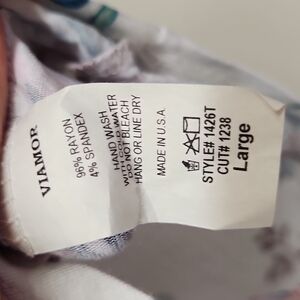 VIAMOR
96% RAYON
4% SPANDEX
HAND WASH
WITH COLD WATER
DO NOT BLEACH
HANG OR LINE DRY
MADE IN U.S.A.
STYLE# 1426T
CUT# 1238
Large